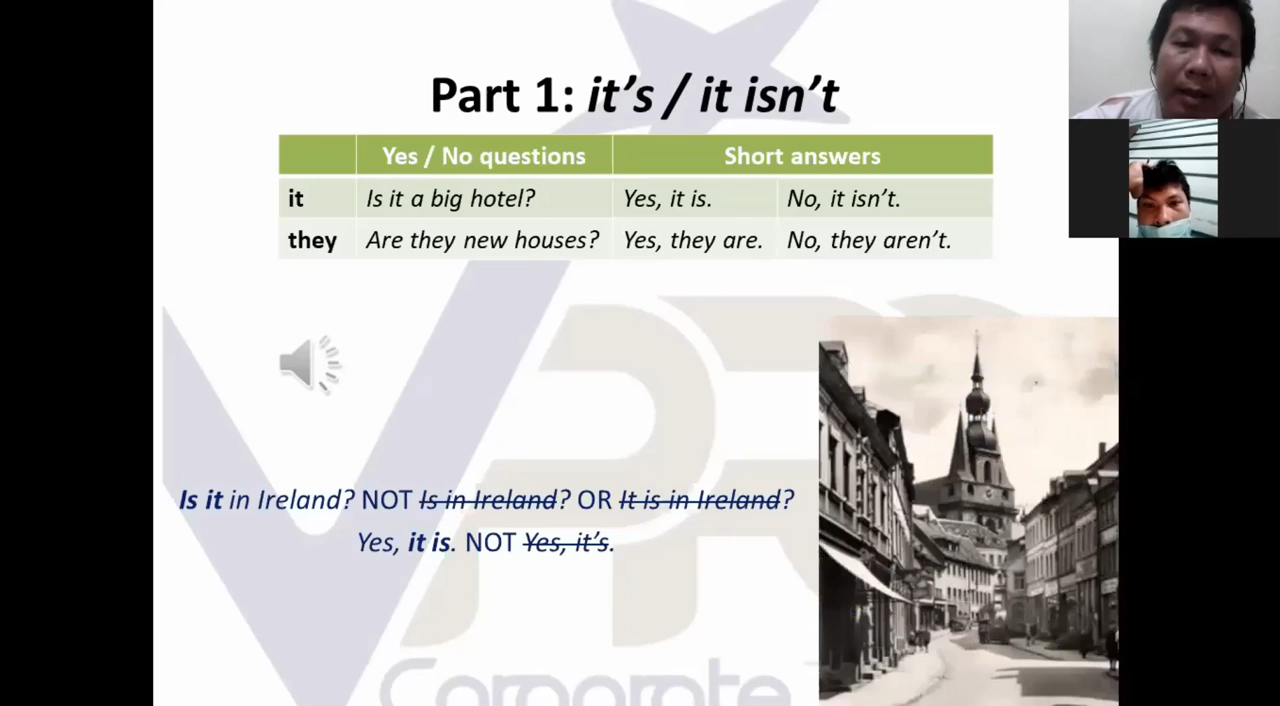 Part 1: it's / it isn't
Yes / No questions Short answers
it Is it a big hotel? Yes, it is. No, it isn't.
they Are they new houses? Yes, they are. No, they aren't.
Is it in Ireland? NOT Is in Ireland? OR It is in Ireland?
Yes, it is. NOT Yes, it's.
VPRO
Corporate